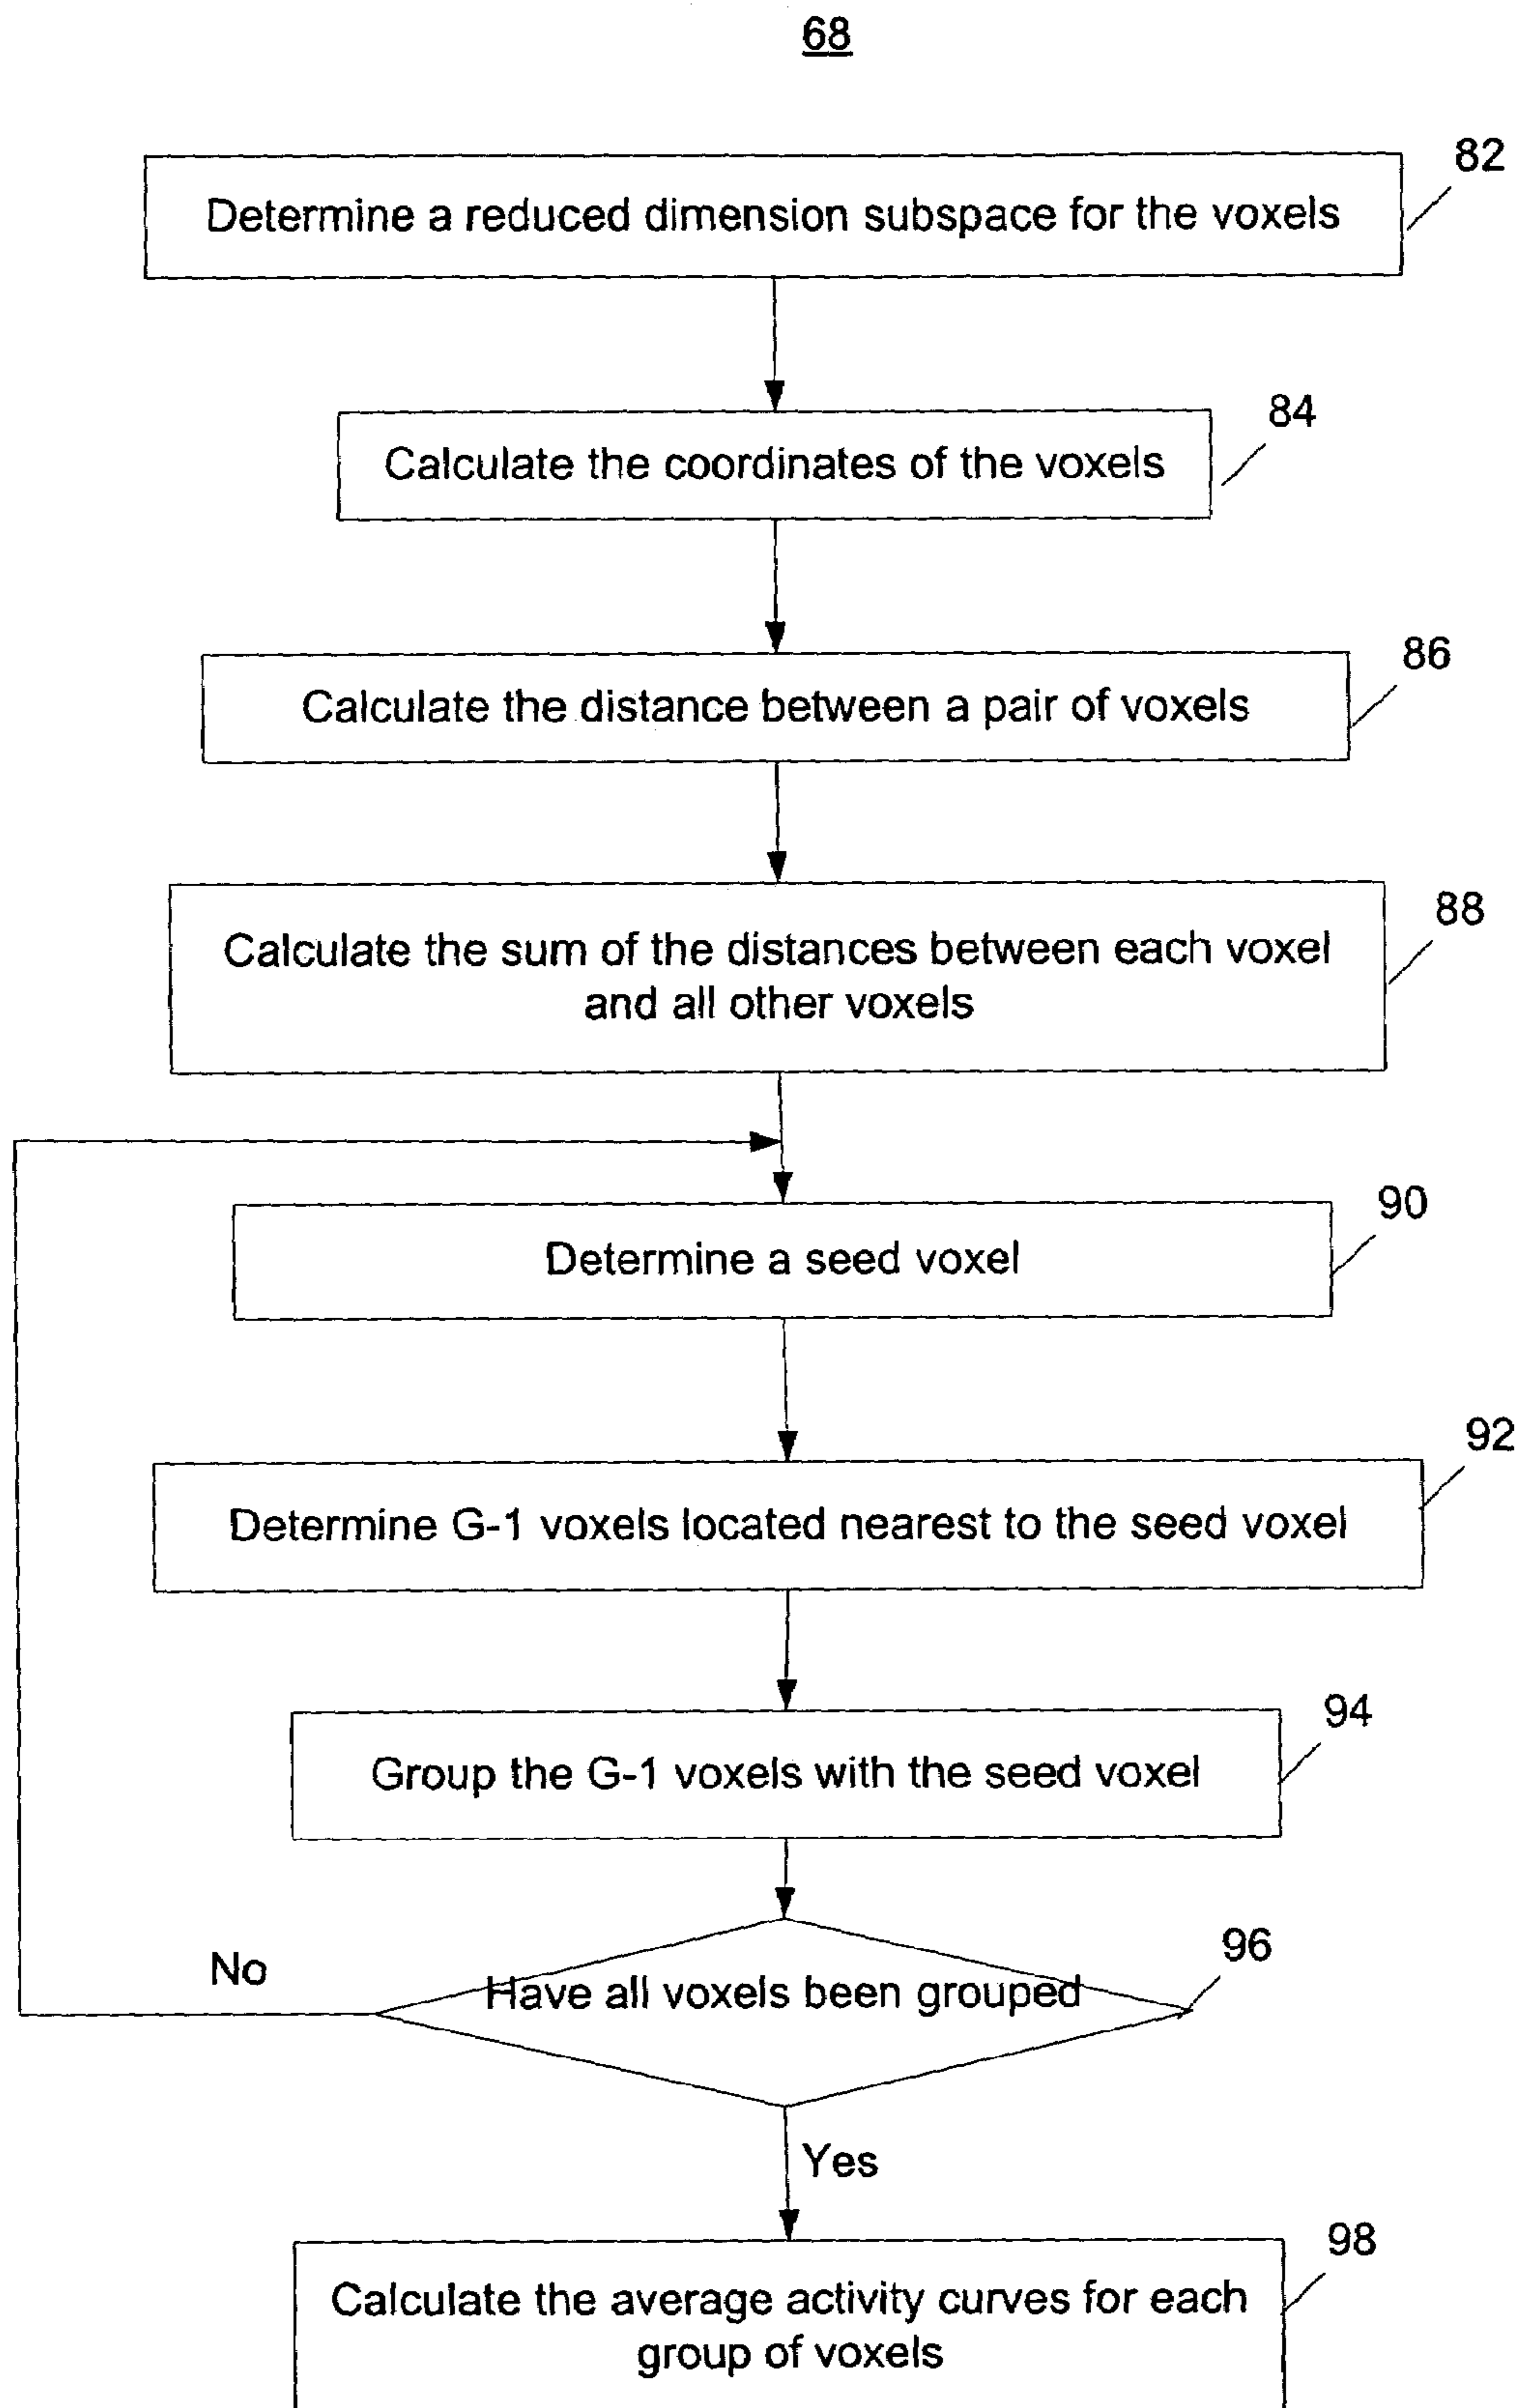 68
82
Determine a reduced dimension subspace for the voxels
84
Calculate the coordinates of the voxels
86
Calculate the distance between a pair of voxels
88
Calculate the sum of the distances between each voxel
and all other voxels
90
Determine a seed voxel
92
Determine G-1 voxels located nearest to the seed voxel
94
Group the G-1 voxels with the seed voxel
96
No
Have all voxels been grouped
Yes
98
Calculate the average activity curves for each
group of voxels